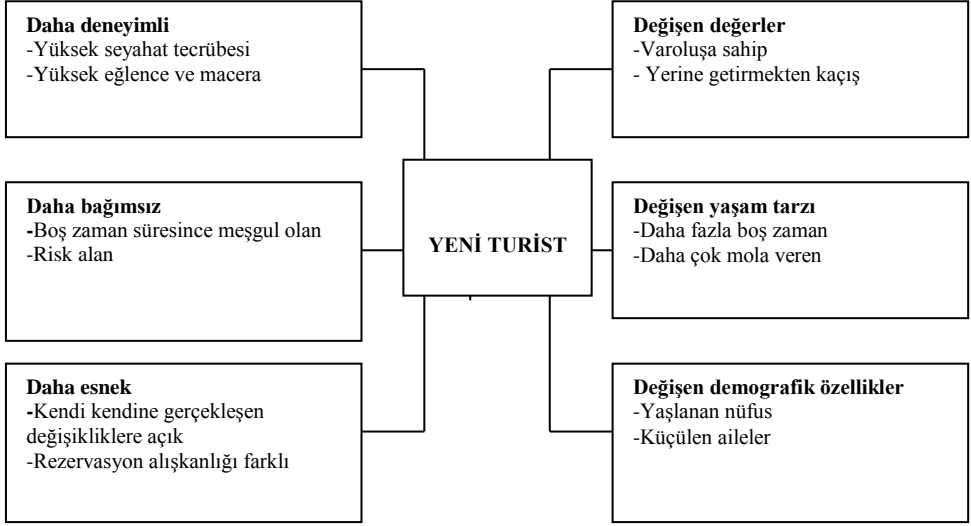 Daha deneyimli
-Yüksek seyahat tecrübesi
-Yüksek eğlence ve macera
Değişen değerler
-Varoluşa sahip
- Yerine getirmekten kaçış
Daha bağımsız
-Boş zaman süresince meşgul olan
-Risk alan
YENİ TURİST
Değişen yaşam tarzı
-Daha fazla boş zaman
-Daha çok mola veren
Daha esnek
-Kendi kendine gerçekleşen
değişikliklere açık
-Rezervasyon alışkanlığı farklı
Değişen demografik özellikler
-Yaşlanan nüfus
-Küçülen aileler